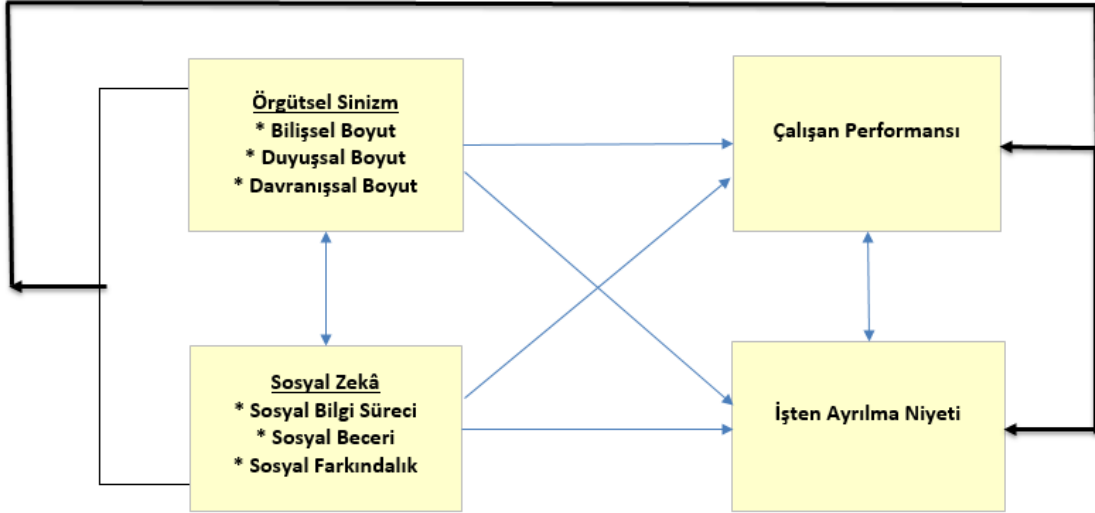 Örgütsel Sinizm
* Bilişsel Boyut
* Duyuşsal Boyut
* Davranışsal Boyut
Çalışan Performansı
Sosyal Zekâ
* Sosyal Bilgi Süreci
* Sosyal Beceri
* Sosyal Farkındalık
İşten Ayrılma Niyeti